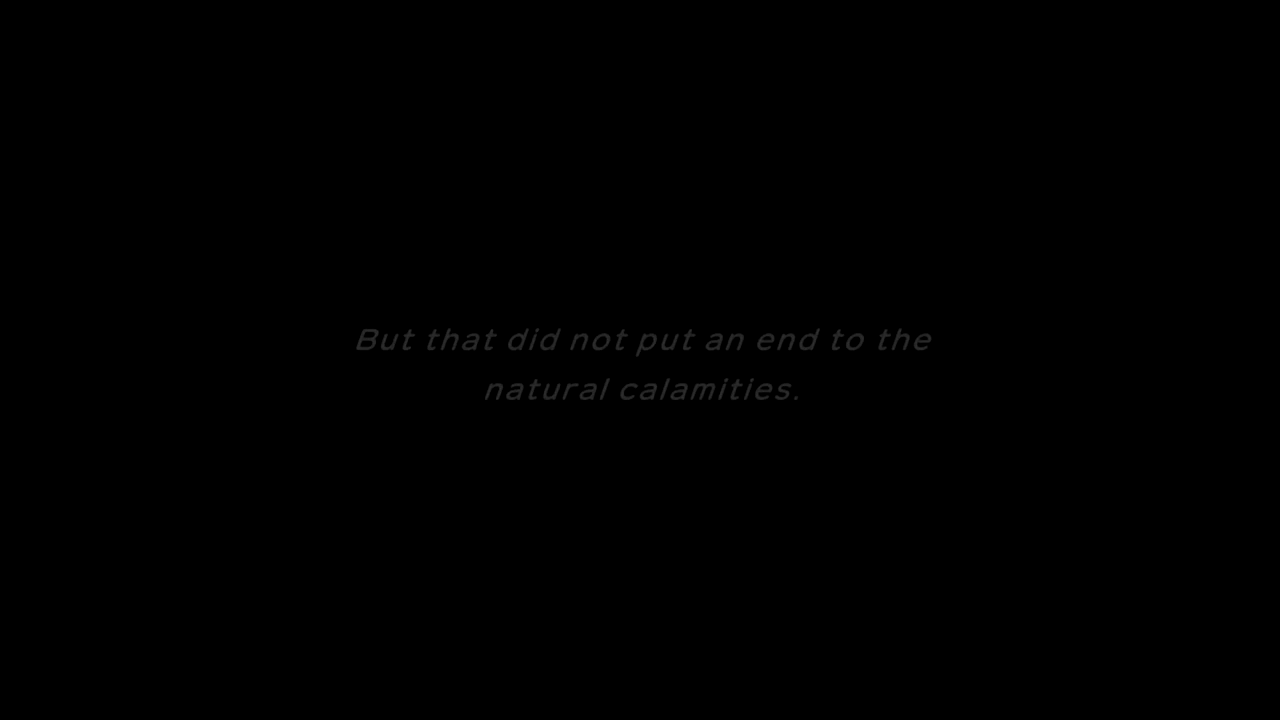 But that did not put an end to the
natural calamities.